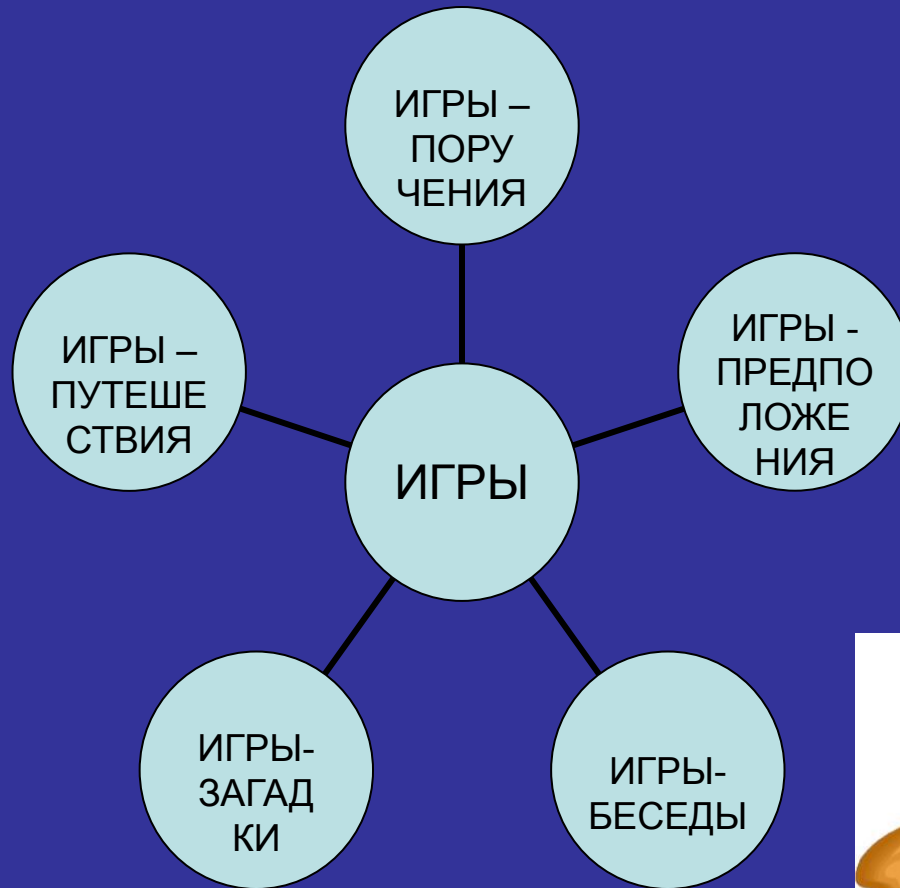 ИГРЫ –
ПОРУ
ЧЕНИЯ
ИГРЫ –
ПУТЕШЕ
СТВИЯ
ИГРЫ -
ПРЕДПО
ЛОЖЕ
НИЯ
ИГРЫ
ИГРЫ-
ЗАГАД
КИ
ИГРЫ-
БЕСЕДЫ